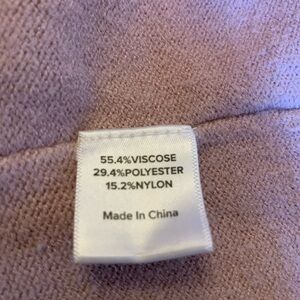 55.4%VISCOSE
29.4%POLYESTER
15.2%NYLON
Made In China